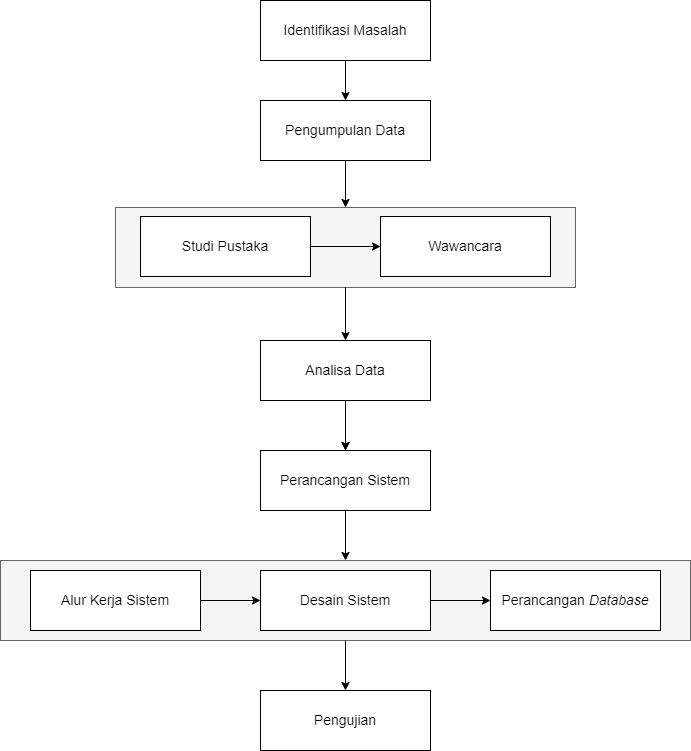 Identifikasi Masalah
Pengumpulan Data
Studi Pustaka
Wawancara
Analisa Data
Perancangan Sistem
Alur Kerja Sistem
Desain Sistem
Perancangan Database
Pengujian